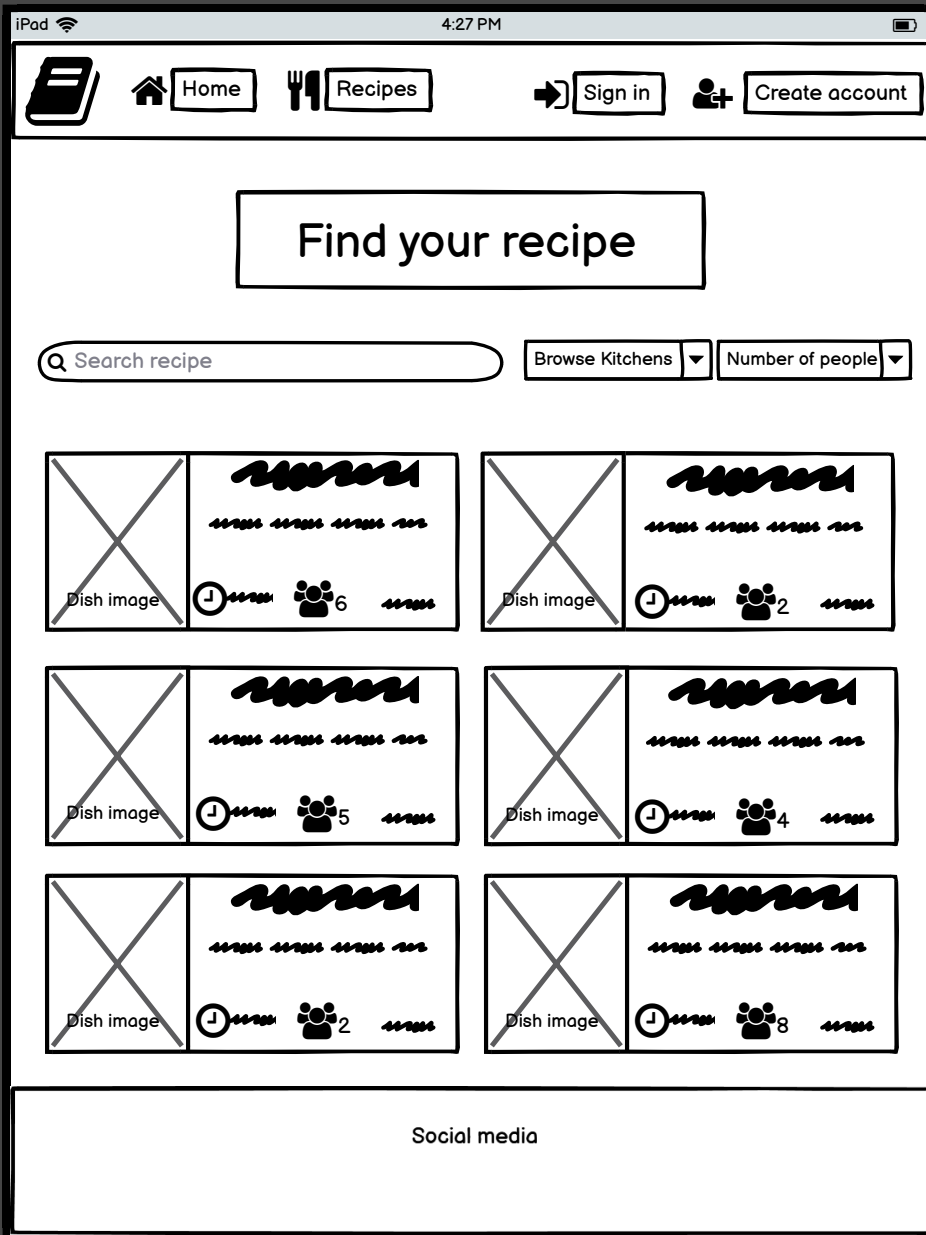 iPad 4:27 PM
Home Recipes Sign in Create account
Find your recipe
Search recipe Browse Kitchens Number of people
Dish image 6 Dish image 2
Dish image 5 Dish image 4
Dish image 2 Dish image 8
Social media